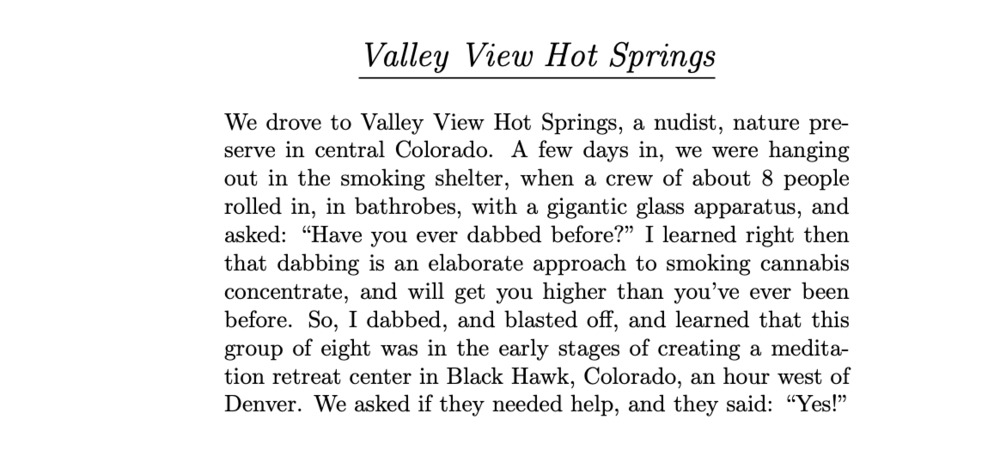 Valley View Hot Springs
We drove to Valley View Hot Springs, a nudist, nature pre-
serve in central Colorado. A few days in, we were hanging
out in the smoking shelter, when a crew of about 8 people
rolled in, in bathrobes, with a gigantic glass apparatus, and
asked: “Have you ever dabbed before?” I learned right then
that dabbing is an elaborate approach to smoking cannabis
concentrate, and will get you higher than you’ve ever been
before. So, I dabbed, and blasted off, and learned that this
group of eight was in the early stages of creating a medita-
tion retreat center in Black Hawk, Colorado, an hour west of
Denver. We asked if they needed help, and they said: “Yes!”